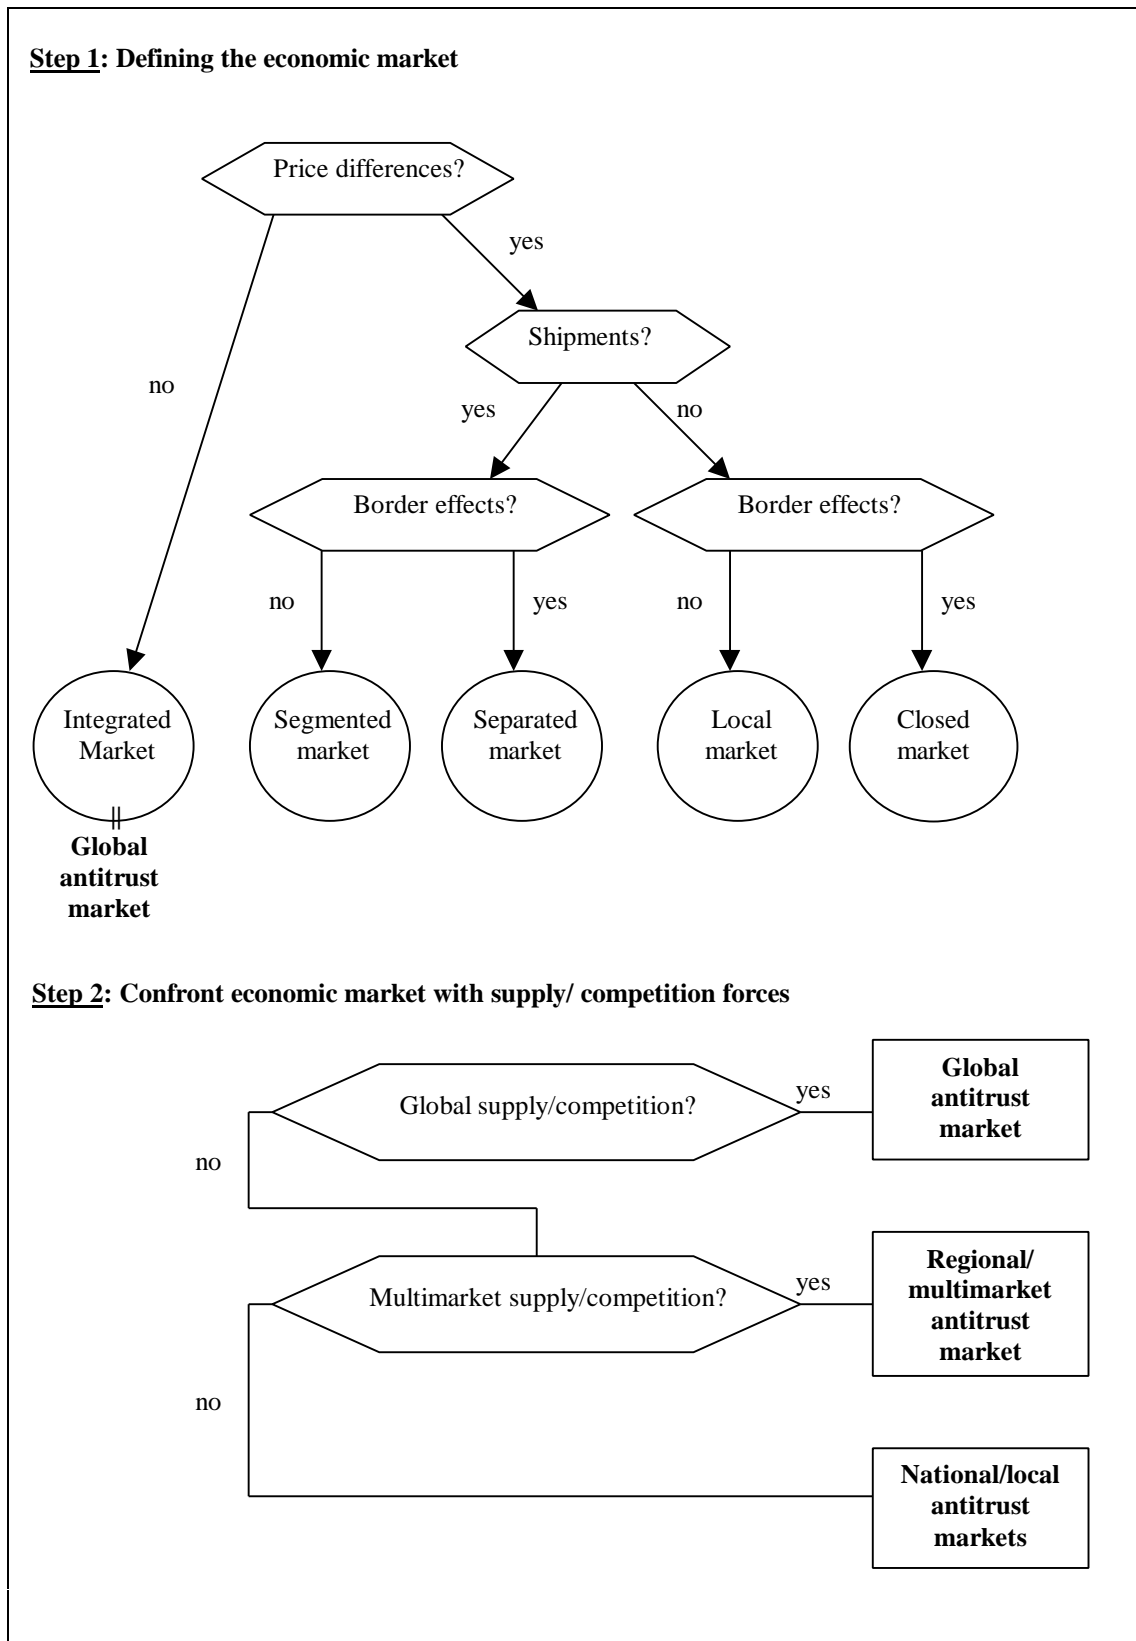 Step 1: Defining the economic market
Price differences?
yes
Shipments?
no
yes
no
Border effects?
Border effects?
no
yes
no
yes
Integrated
Market
Segmented
market
Separated
market
Local
market
Closed
market
Global
antitrust
market
Step 2: Confront economic market with supply/ competition forces
Global supply/competition?
yes
Global
antitrust
market
no
Multimarket supply/competition?
yes
Regional/
multimarket
antitrust
market
no
National/local
antitrust
markets